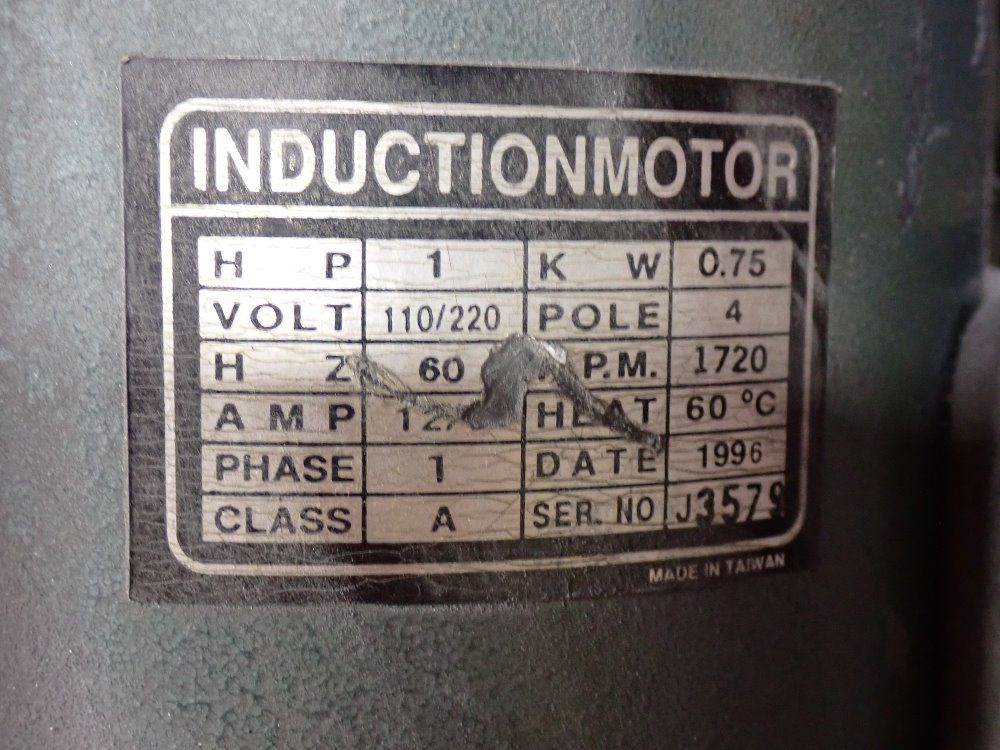 INDUCTIONMOTOR
H P 1 K W 0.75
VOLT 110/220 POLE 4
H Z 60 P.M. 1720
AMP HEAT 60 °C
PHASE 1 DATE 1996
CLASS A SER. NO J3579
MADE IN TAIWAN